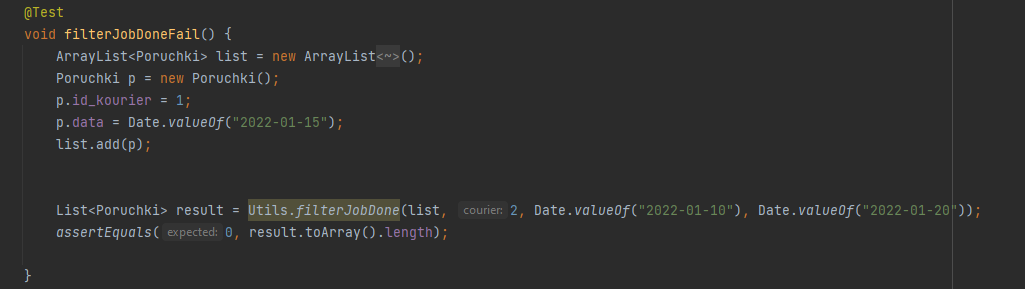 @Test
void filterJobDoneFail() {
ArrayList<Poruchki> list = new ArrayList<~>();
Poruchki p = new Poruchki();
p.id_kourier = 1;
p.data = Date.valueOf("2022-01-15");
list.add(p);
List<Poruchki> result = Utils.filterJobDone(list, courier: 2, Date.valueOf("2022-01-10"), Date.valueOf("2022-01-20"));
assertEquals( expected: 0, result.toArray().length);
}